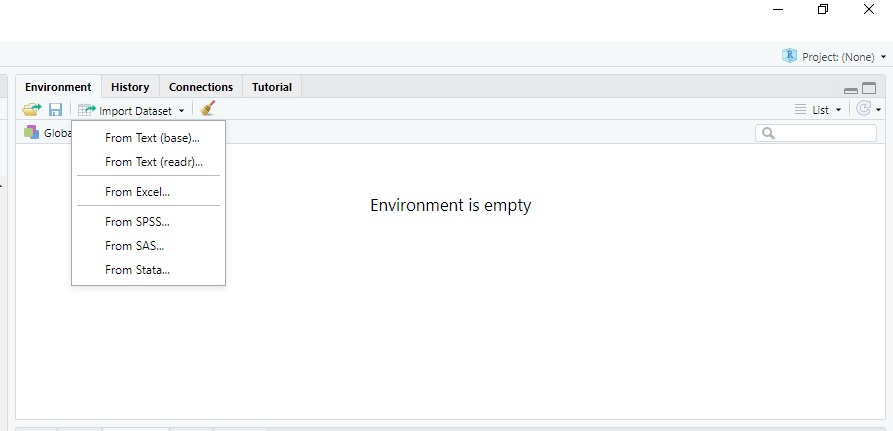 Project: (None)
Environment History Connections Tutorial
Import Dataset List
Globa
From Text (base)...
From Text (readr)...
From Excel...
From SPSS...
From SAS...
From Stata...
Environment is empty